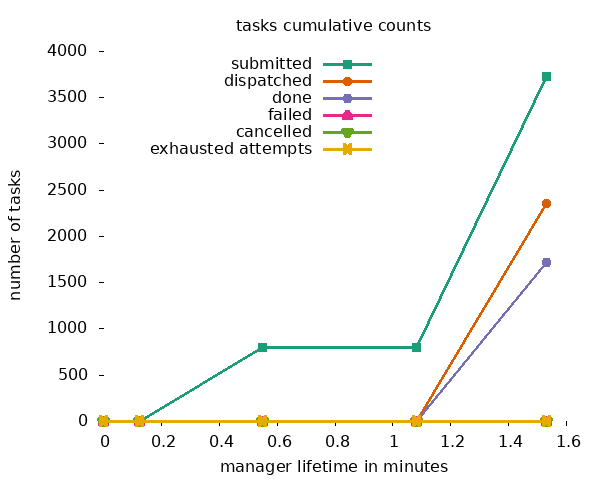 tasks cumulative counts
4000
3500
3000
2500
2000
1500
1000
500
0
number of tasks
submitted
dispatched
done
failed
cancelled
exhausted attempts
0 0.2 0.4 0.6 0.8 1 1.2 1.4 1.6
manager lifetime in minutes